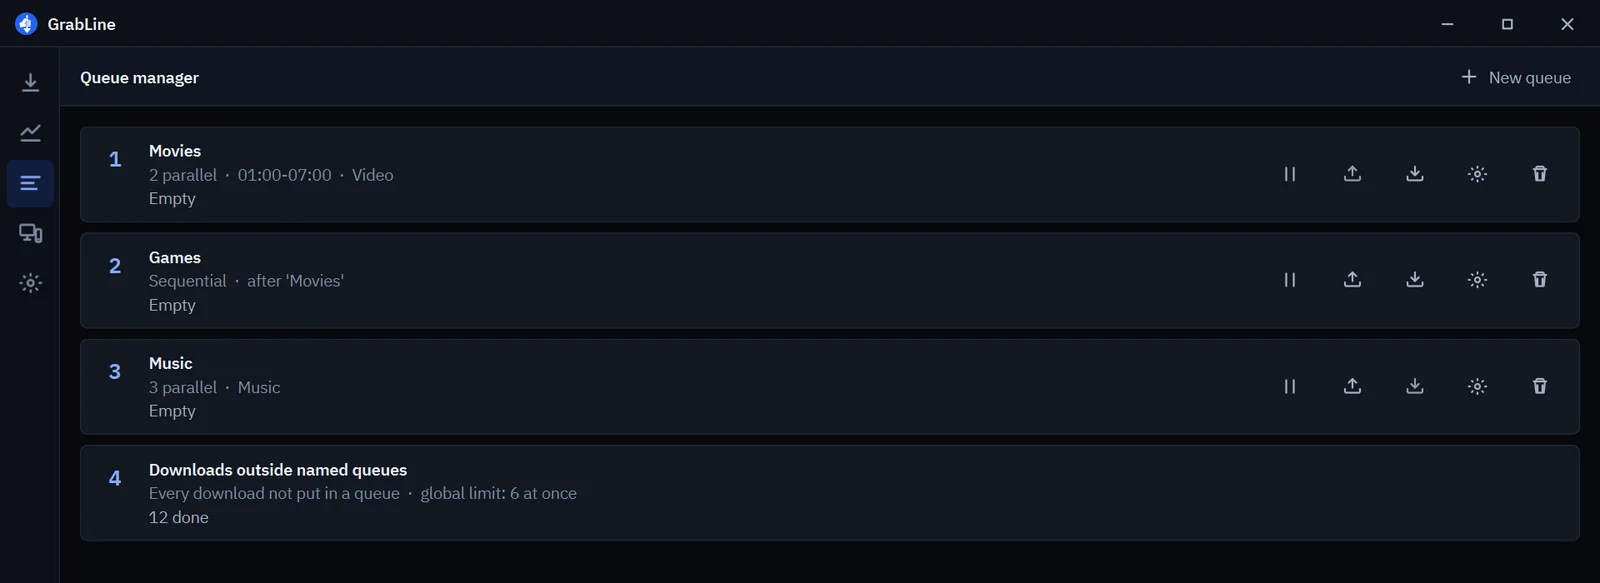 GrabLine
Queue manager
New queue
1
Movies
2 parallel · 01:00-07:00 · Video
Empty
2
Games
Sequential · after 'Movies'
Empty
3
Music
3 parallel · Music
Empty
4
Downloads outside named queues
Every download not put in a queue · global limit: 6 at once
12 done